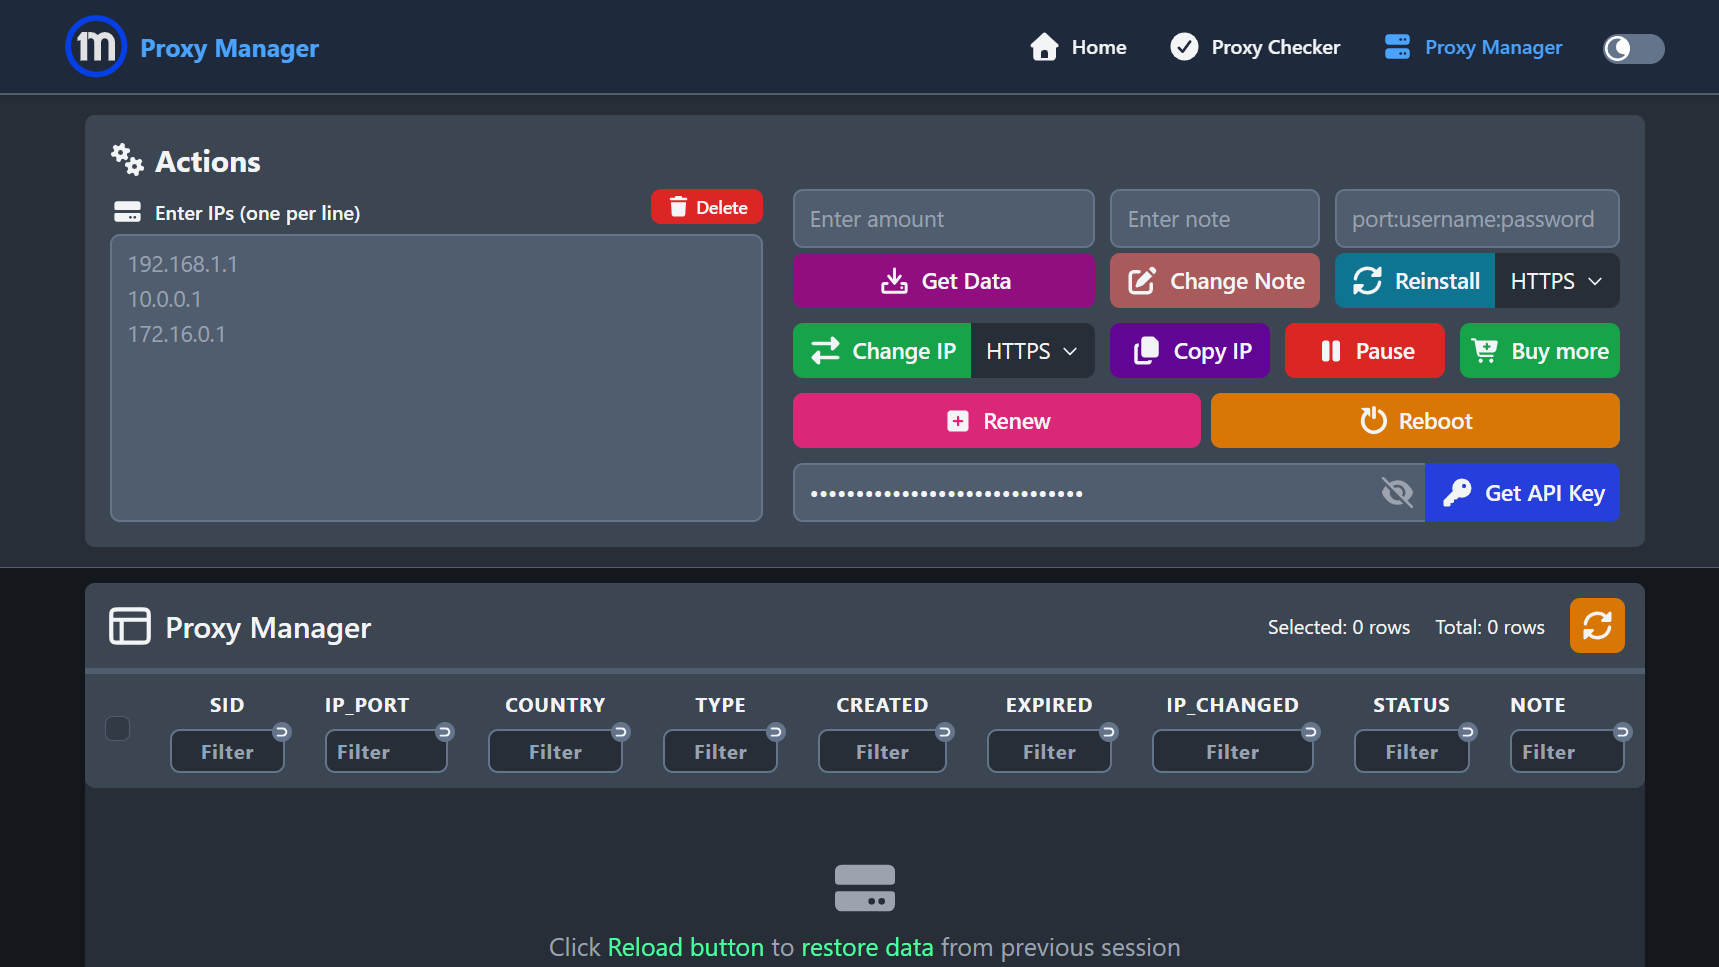 m Proxy Manager
Home
Proxy Checker
Proxy Manager
Actions
Enter IPs (one per line)
Delete
192.168.1.1
10.0.0.1
172.16.0.1
Enter amount
Enter note
port:username:password
Get Data
Change Note
Reinstall
HTTPS
Change IP
HTTPS
Copy IP
Pause
Buy more
Renew
Reboot
Get API Key
Proxy Manager
Selected: 0 rows
Total: 0 rows
SID
IP_PORT
COUNTRY
TYPE
CREATED
EXPIRED
IP_CHANGED
STATUS
NOTE
Filter
Filter
Filter
Filter
Filter
Filter
Filter
Filter
Filter
Click Reload button to restore data from previous session